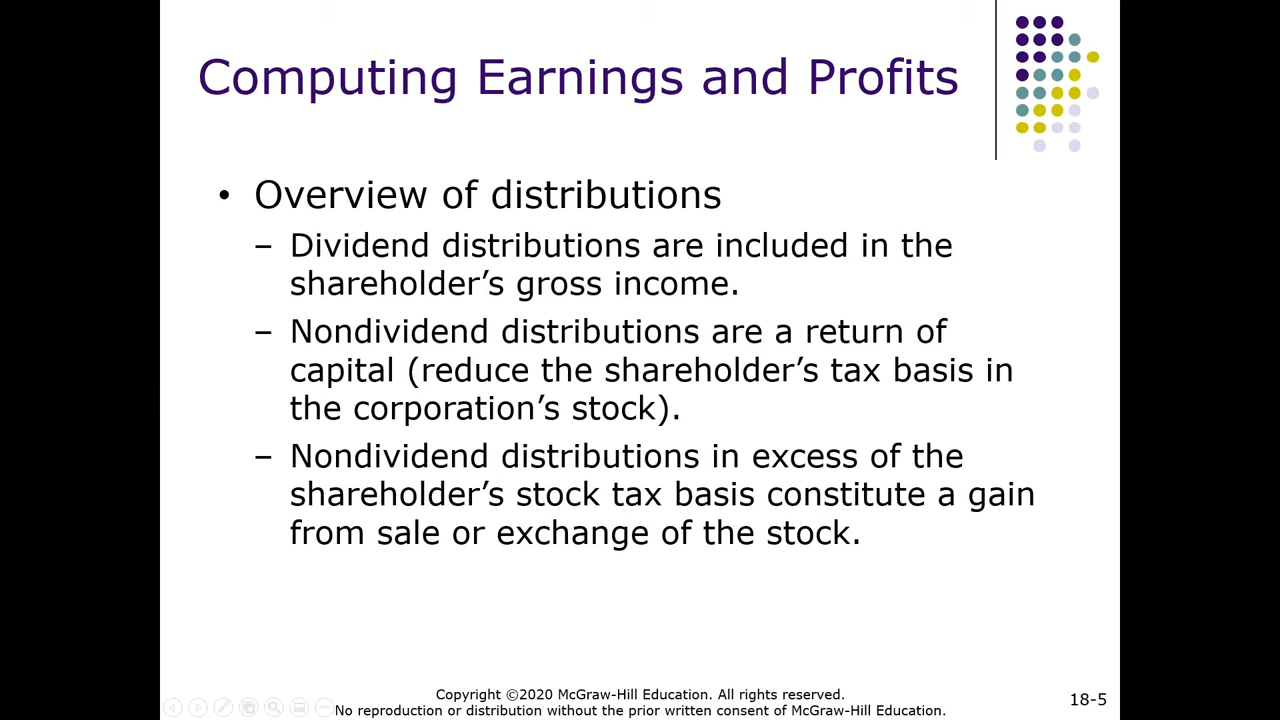 Computing Earnings and Profits
• Overview of distributions
– Dividend distributions are included in the
shareholder’s gross income.
– Nondividend distributions are a return of
capital (reduce the shareholder’s tax basis in
the corporation’s stock).
– Nondividend distributions in excess of the
shareholder’s stock tax basis constitute a gain
from sale or exchange of the stock.
Copyright ©2020 McGraw-Hill Education. All rights reserved.
No reproduction or distribution without the prior written consent of McGraw-Hill Education.
18-5